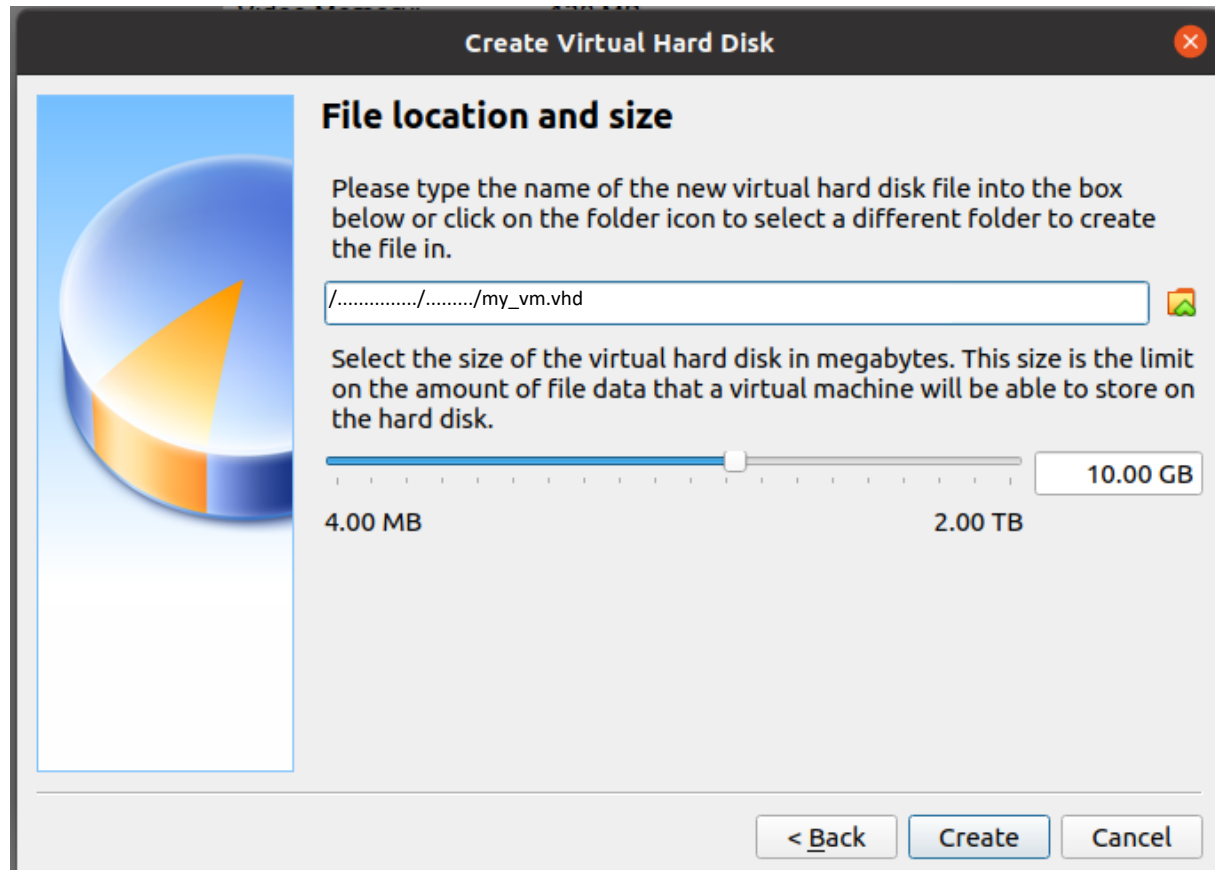 Create Virtual Hard Disk
File location and size
Please type the name of the new virtual hard disk file into the box
below or click on the folder icon to select a different folder to create
the file in.
/.............../........./my_vm.vhd
Select the size of the virtual hard disk in megabytes. This size is the limit
on the amount of file data that a virtual machine will be able to store on
the hard disk.
10.00 GB
4.00 MB 2.00 TB
< Back Create Cancel